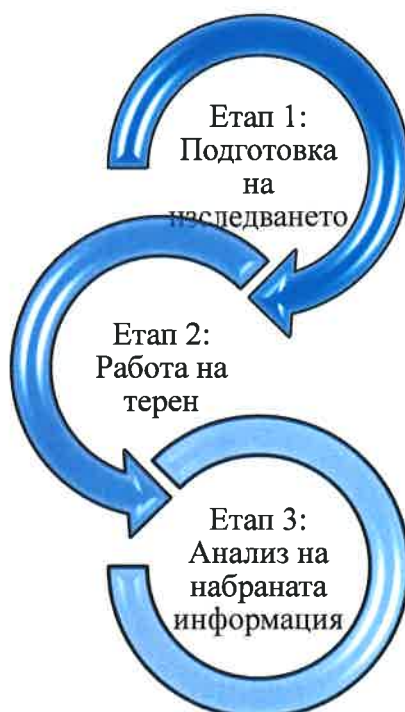 Етап 1:
Подготовка
на
изследването
Етап 2:
Работа на
терен
Етап 3:
Анализ на
набраната
информация